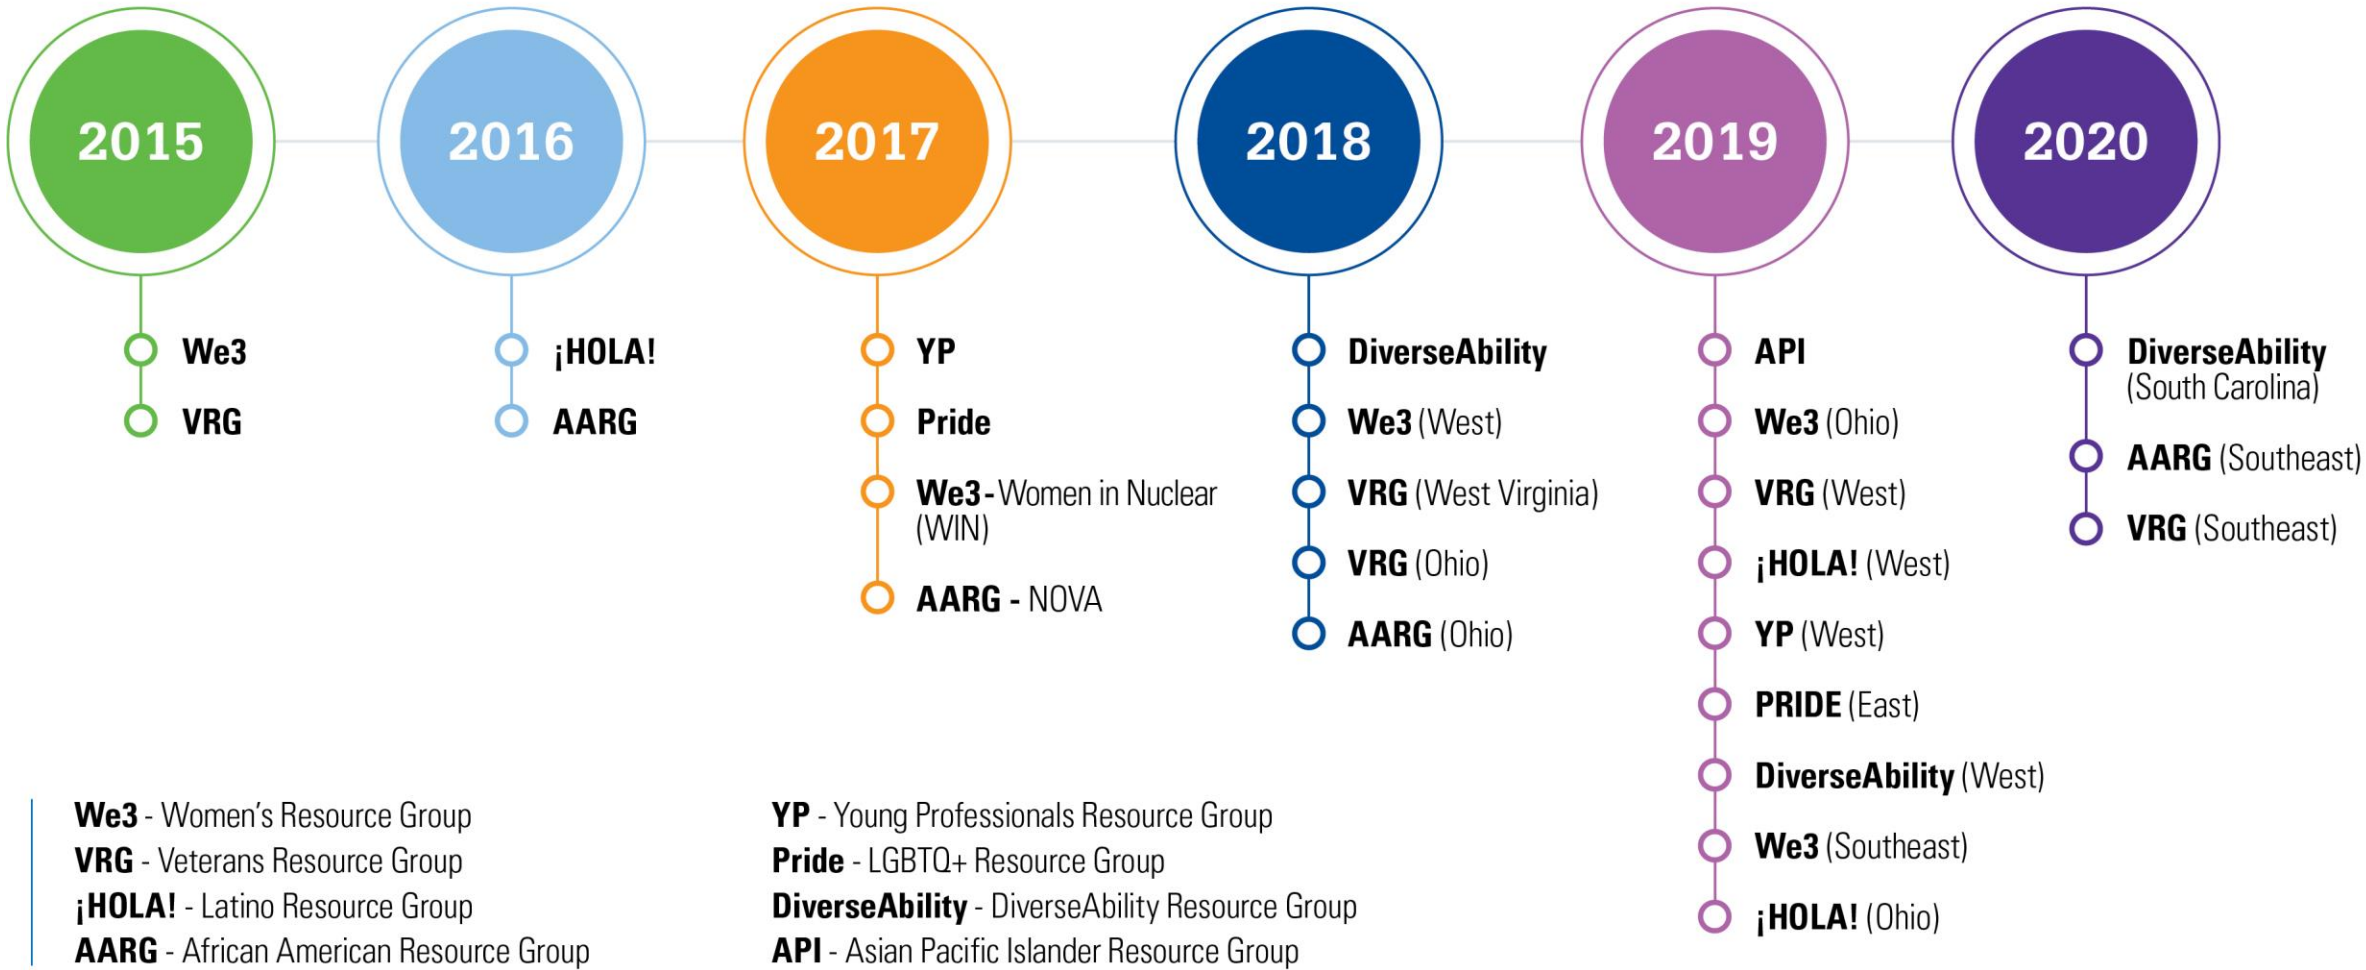 2015
We3
VRG
2016
¡HOLA!
AARG
2017
YP
Pride
We3-Women in Nuclear
(WIN)
AARG - NOVA
2018
DiverseAbility
We3 (West)
VRG (West Virginia)
VRG (Ohio)
AARG (Ohio)
2019
API
We3 (Ohio)
VRG (West)
¡HOLA! (West)
YP (West)
PRIDE (East)
DiverseAbility (West)
We3 (Southeast)
¡HOLA! (Ohio)
2020
DiverseAbility
(South Carolina)
AARG (Southeast)
VRG (Southeast)
We3 - Women’s Resource Group
VRG - Veterans Resource Group
¡HOLA! - Latino Resource Group
AARG - African American Resource Group
YP - Young Professionals Resource Group
Pride - LGBTQ+ Resource Group
DiverseAbility - DiverseAbility Resource Group
API - Asian Pacific Islander Resource Group